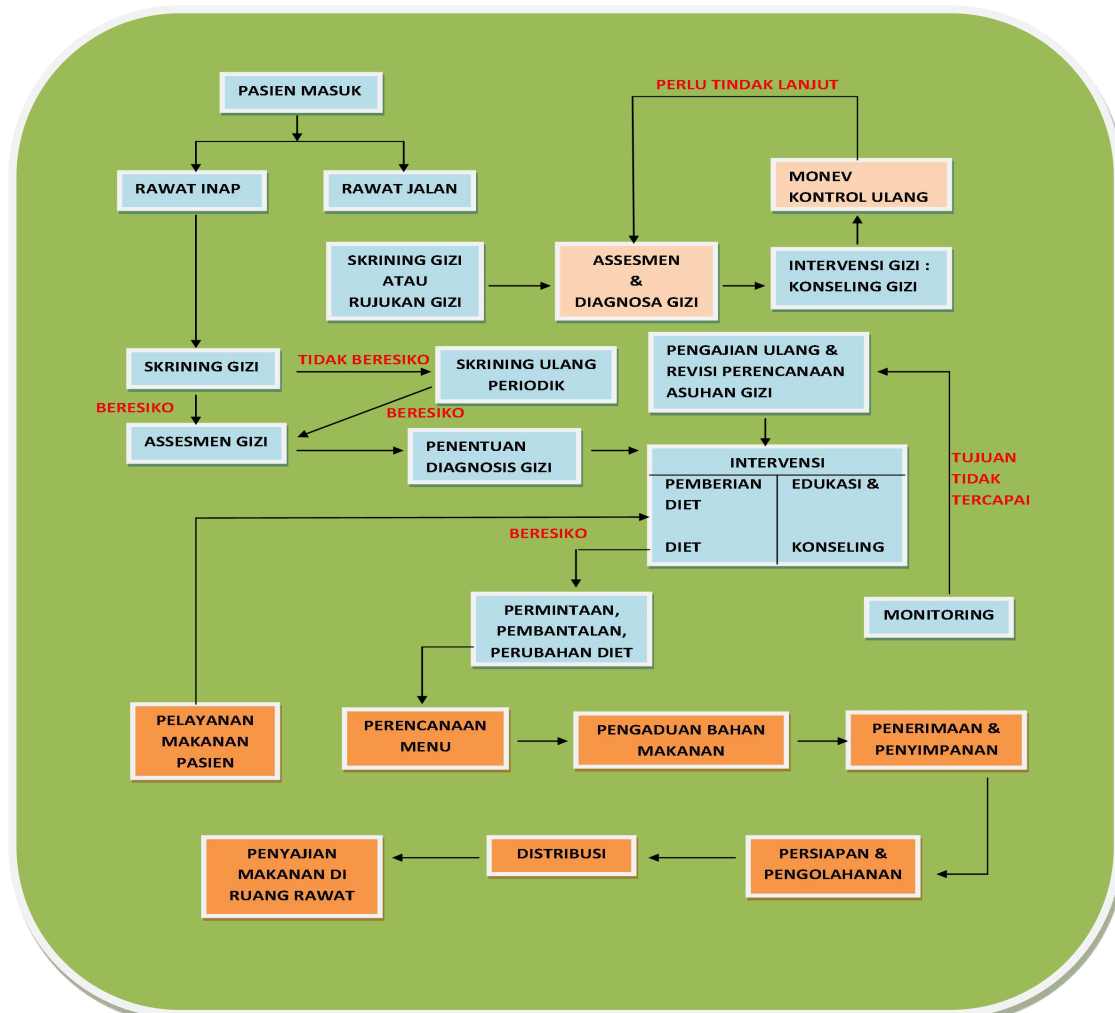 PASIEN MASUK
PERLU TINDAK LANJUT
RAWAT INAP
RAWAT JALAN
MONEV
KONTROL ULANG
SKRINING GIZI
ATAU
RUJUKAN GIZI
ASSESMEN
&
DIAGNOSA GIZI
INTERVENSI GIZI :
KONSELING GIZI
SKRINING GIZI
TIDAK BERESIKO
SKRINING ULANG
PERIODIK
PENGAJIAN ULANG &
REVISI PERENCANAAN
ASUHAN GIZI
BERESIKO
BERESIKO
ASSESMEN GIZI
PENENTUAN
DIAGNOSIS GIZI
INTERVENSI
PEMBERIAN
DIET
EDUKASI &
DIET
KONSELING
TUJUAN
TIDAK
TERCAPAI
BERESIKO
PERMINTAAN,
PEMBANTALAN,
PERUBAHAN DIET
MONITORING
PELAYANAN
MAKANAN
PASIEN
PERENCANAAN
MENU
PENGADUAN BAHAN
MAKANAN
PENERIMAAN &
PENYIMPANAN
PENYAJIAN
MAKANAN DI
RUANG RAWAT
DISTRIBUSI
PERSIAPAN &
PENGOLAHANAN